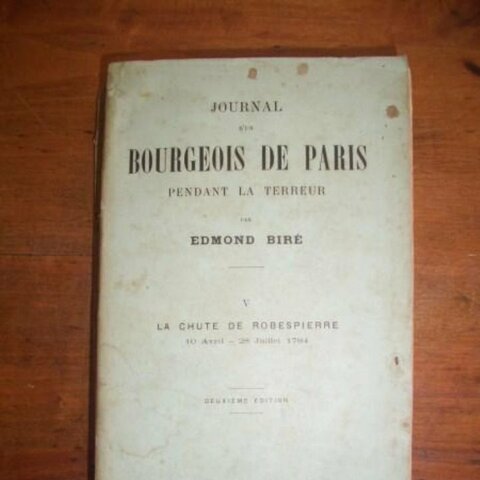 JOURNAL
D'UN
BOURGEOIS DE PARIS
PENDANT LA TERREUR
PAR
EDMOND BIRÉ
V
LA CHUTE DE ROBESPIERRE
10 Avril – 28 Juillet 1794
DEUXIÈME ÉDITION